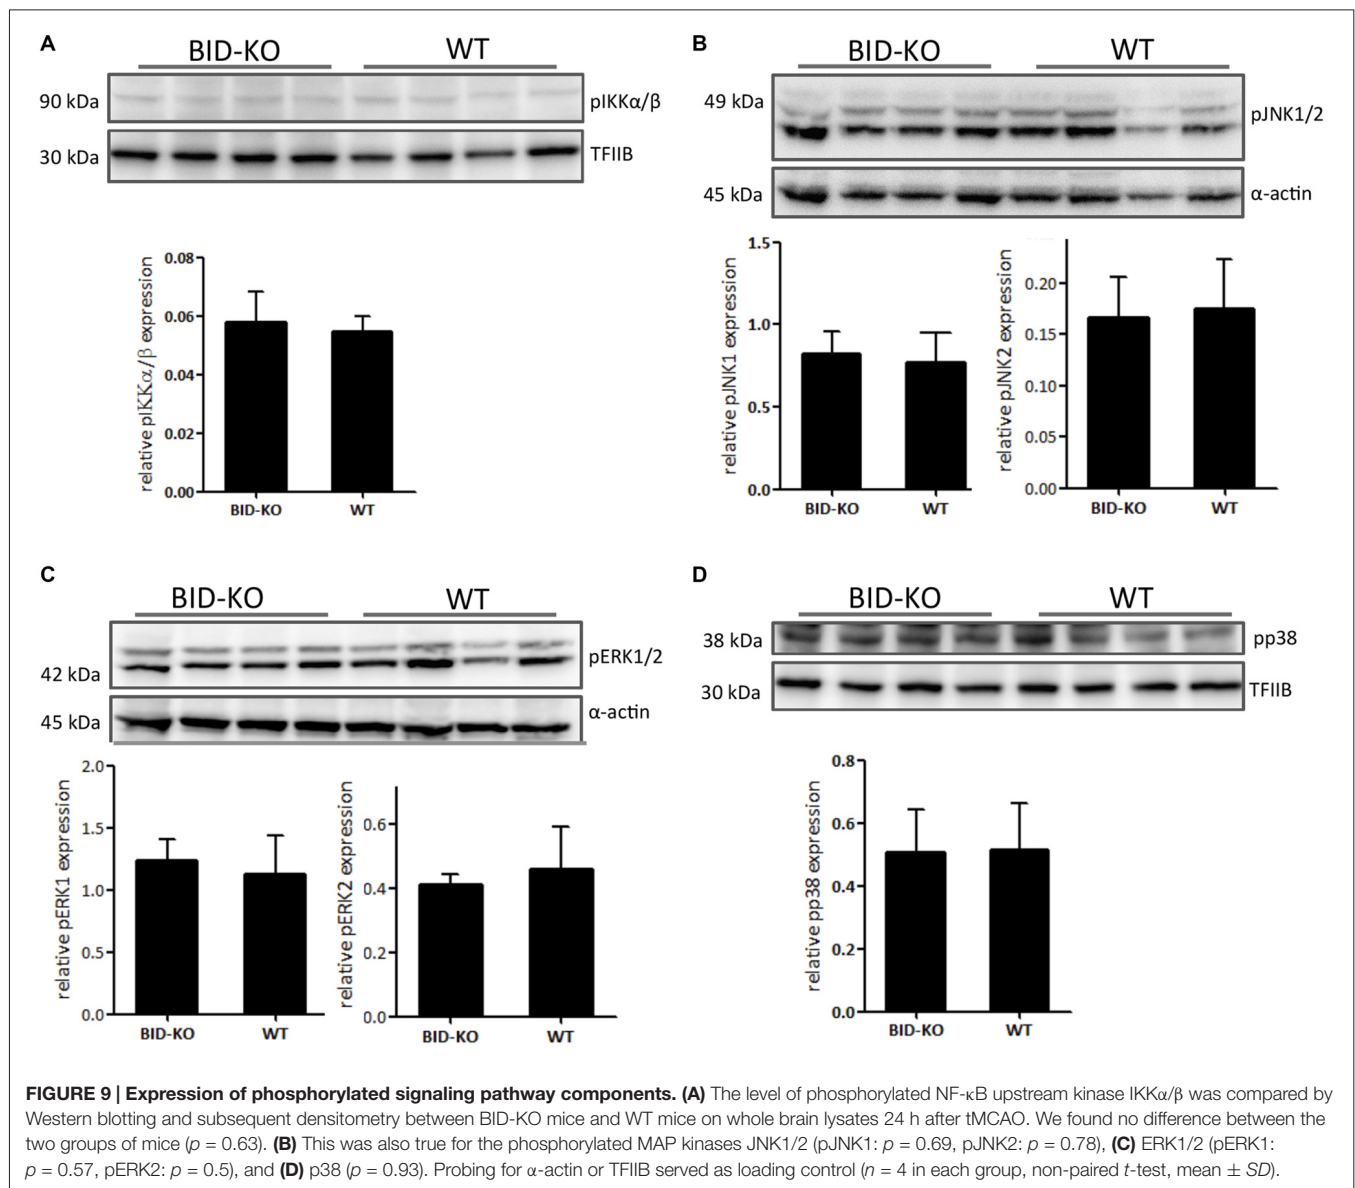 A
BID-KO WT
90 kDa pIKKα/β
30 kDa TFIIB
relative pIKKα/β expression
0.08
0.06
0.04
0.02
0.00
BID-KO WT
B
BID-KO WT
49 kDa pJNK1/2
45 kDa α-actin
relative pJNK1 expression
1.5
1.0
0.5
0.0
BID-KO WT
relative pJNK2 expression
0.20
0.15
0.10
0.05
0.00
BID-KO WT
C
BID-KO WT
42 kDa pERK1/2
45 kDa α-actin
relative pERK1 expression
2.0
1.5
1.0
0.5
0.0
BID-KO WT
relative pERK2 expression
0.6
0.4
0.2
0.0
BID-KO WT
D
BID-KO WT
38 kDa pp38
30 kDa TFIIB
relative pp38 expression
0.8
0.6
0.4
0.2
0.0
BID-KO WT
FIGURE 9 | Expression of phosphorylated signaling pathway components. (A) The level of phosphorylated NF-κB upstream kinase IKKα/β was compared by
Western blotting and subsequent densitometry between BID-KO mice and WT mice on whole brain lysates 24 h after tMCAO. We found no difference between the
two groups of mice (p = 0.63). (B) This was also true for the phosphorylated MAP kinases JNK1/2 (pJNK1: p = 0.69, pJNK2: p = 0.78), (C) ERK1/2 (pERK1:
p = 0.57, pERK2: p = 0.5), and (D) p38 (p = 0.93). Probing for α-actin or TFIIB served as loading control (n = 4 in each group, non-paired t-test, mean ± SD).